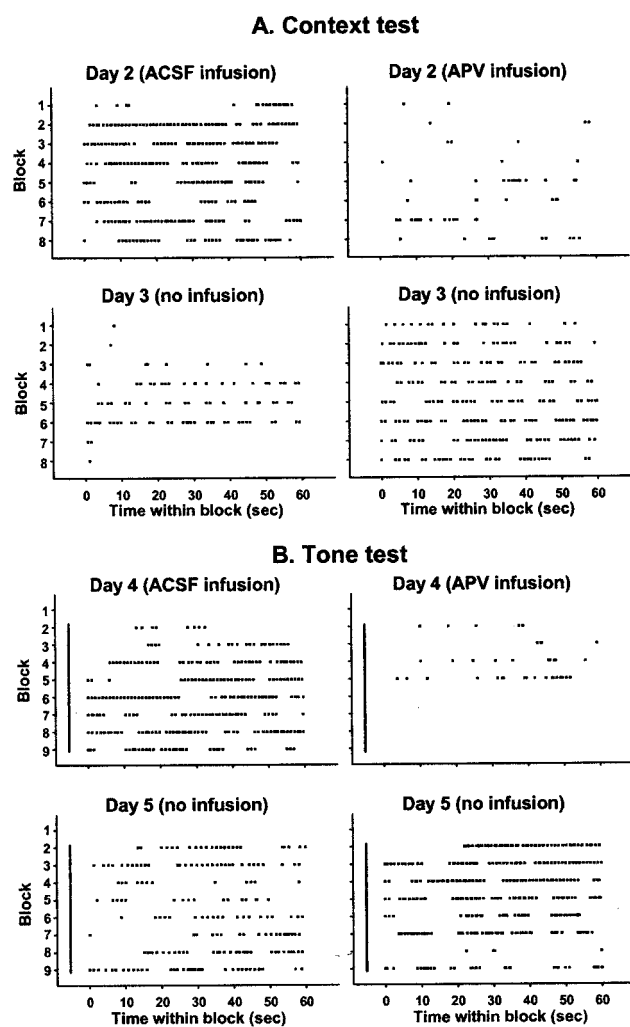 A. Context test
Day 2 (ACSF infusion)
Day 2 (APV infusion)
Block
1
2
3
4
5
6
7
8
Day 3 (no infusion)
Day 3 (no infusion)
Block
1
2
3
4
5
6
7
8
0 10 20 30 40 50 60
0 10 20 30 40 50 60
Time within block (sec)
Time within block (sec)
B. Tone test
Day 4 (ACSF infusion)
Day 4 (APV infusion)
Block
1
2
3
4
5
6
7
8
9
Day 5 (no infusion)
Day 5 (no infusion)
Block
1
2
3
4
5
6
7
8
9
0 10 20 30 40 50 60
0 10 20 30 40 50 60
Time within block (sec)
Time within block (sec)